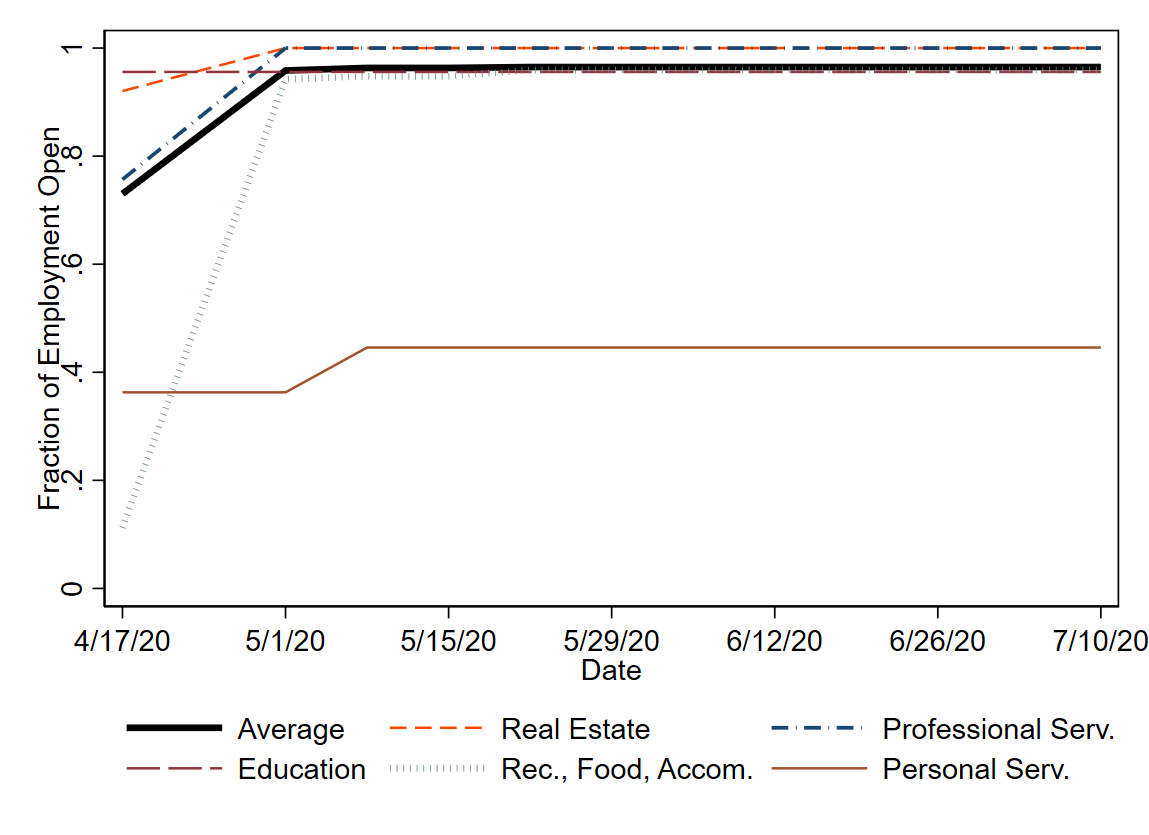 Fraction of Employment Open
1
.8
.6
.4
.2
0
4/17/20 5/1/20 5/15/20 5/29/20 6/12/20 6/26/20 7/10/20
Date
Average Real Estate Professional Serv.
Education Rec., Food, Accom. Personal Serv.